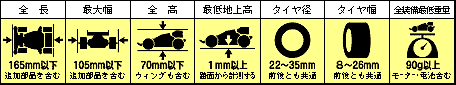 全長
165mm以下
追加部品を含む
最大幅
105mm以下
追加部品を含む
全高
70mm以下
ウィングも含む
最低地上高
1mm以上
路面から計測する
タイヤ径
22〜35mm
前後とも共通
タイヤ幅
8〜26mm
前後とも共通
全装備最低重量
90g以上
モーター・電池含む